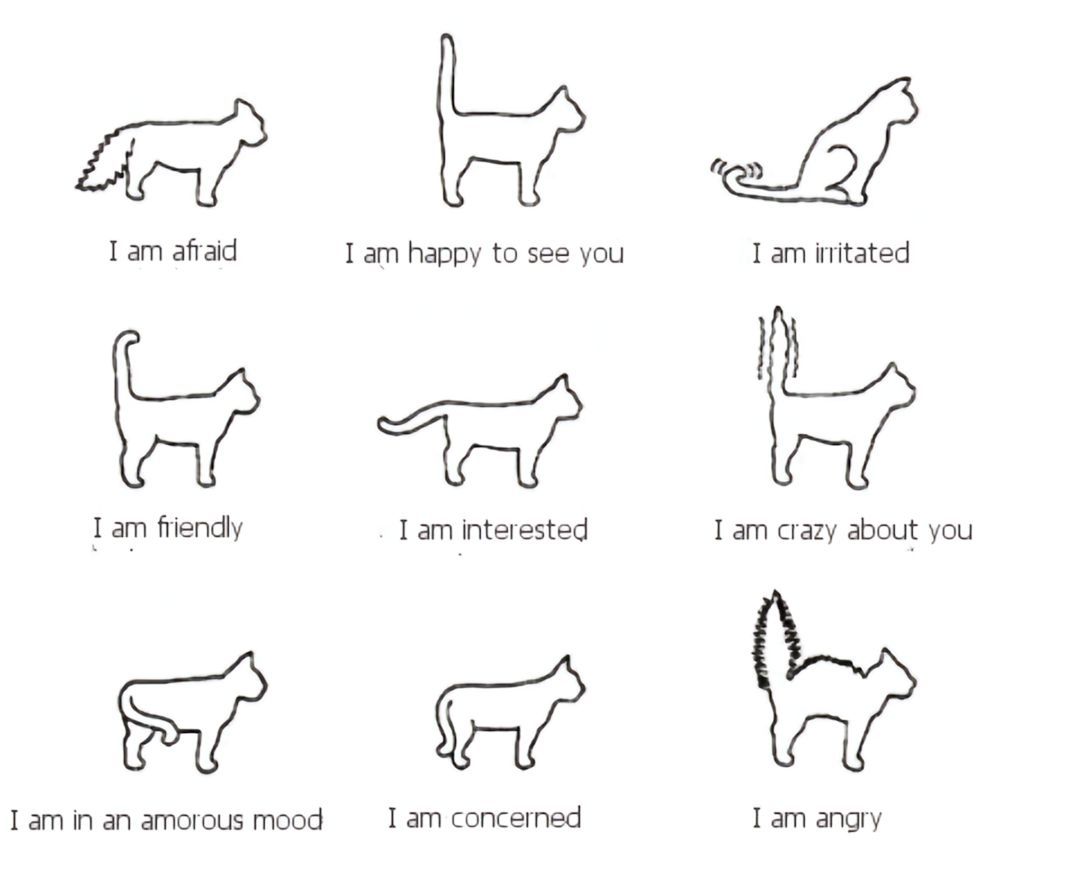 I am afraid
I am happy to see you
I am irritated
I am friendly
I am interested
I am crazy about you
I am in an amorous mood
I am concerned
I am angry